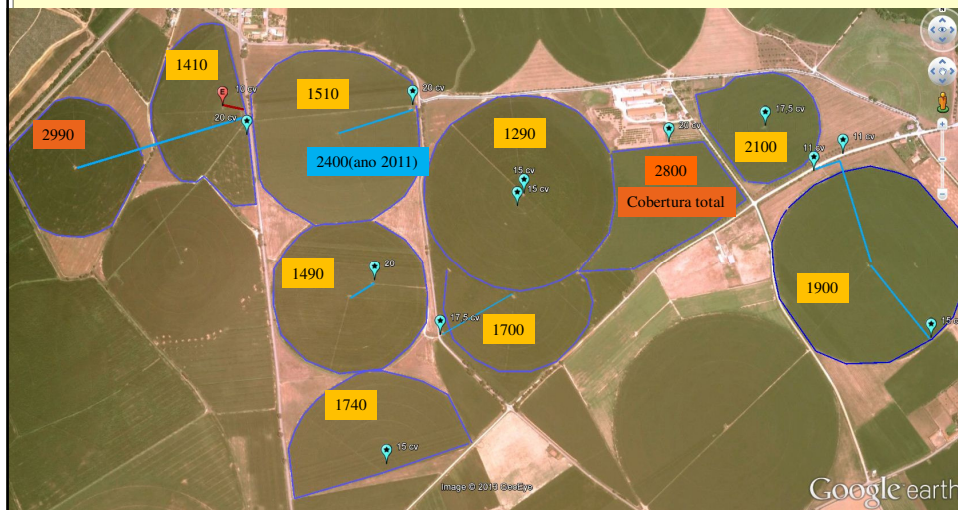 N
1410
10 cv
20 cv
1510
20 cv
2990
2400(ano 2011)
1290
15 cv
15 cv
20 cv
17,5 cv
2100
11 cv
11 cv
2800
Cobertura total
1490
20
1900
17,5 cv
1700
15 c
1740
15 cv
Image © 2013 GeoEye
Google earth